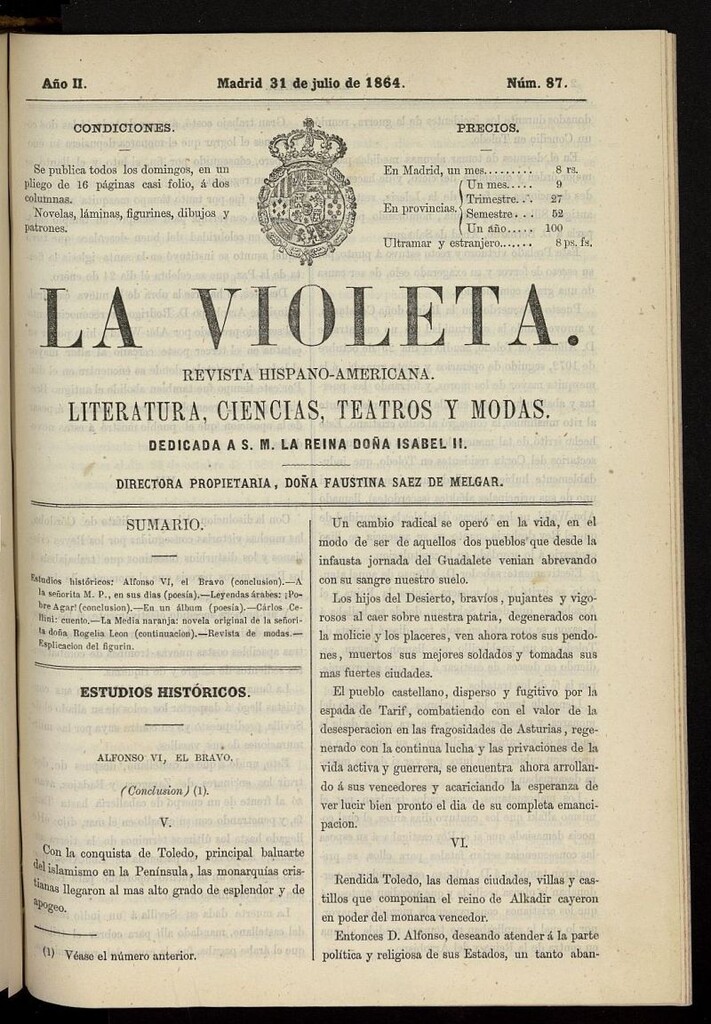 Año II.
Madrid 31 de julio de 1864.
Núm. 87.
CONDICIONES.
Se publica todos los domingos, en un
pliego de 16 páginas casi folio, á dos
columnas.
Novelas, láminas, figurines, dibujos y
patrones.
PRECIOS.
En Madrid, un mes......... 8 rs.
En provincias.
Un mes..... 9
Trimestre. .. 27
Semestre. .. 52
Un año..... 100
Ultramar y estranjero...... 8 ps. fs.
LA VIOLETA.
REVISTA HISPANO-AMERICANA.
LITERATURA, CIENCIAS, TEATROS Y MODAS.
DEDICADA A S. M. LA REINA DOÑA ISABEL II.
DIRECTORA PROPIETARIA, DOÑA FAUSTINA SAEZ DE MELGAR.
SUMARIO.
Estudios históricos: Alfonso VI, el Bravo (conclusion).—A
la señorita M. P., en sus dias (poesía).—Leyendas árabes: ¡Po-
bre Agar! (conclusion).—En un álbum (poesía).—Cárlos Ce-
llini: cuento.—La Media naranja: novela original de la señori-
ta doña Rogelia Leon (continuacion).—Revista de modas.—
Esplicacion del figurin.
ESTUDIOS HISTÓRICOS.
ALFONSO VI, EL BRAVO.
(Conclusion) (1).
V.
Con la conquista de Toledo, principal baluarte
del islamismo en la Península, las monarquías cris-
tianas llegaron al mas alto grado de esplendor y de
apogeo.
(1) Véase el número anterior.
Un cambio radical se operó en la vida, en el
modo de ser de aquellos dos pueblos que desde la
infausta jornada del Guadalete venian abrevando
con su sangre nuestro suelo.
Los hijos del Desierto, bravíos, pujantes y vigo-
rosos al caer sobre nuestra patria, degenerados con
la molicie y los placeres, ven ahora rotos sus pendo-
nes, muertos sus mejores soldados y tomadas sus
mas fuertes ciudades.
El pueblo castellano, disperso y fugitivo por la
espada de Tarif, combatiendo con el valor de la
desesperacion en las fragosidades de Asturias, rege-
nerado con la continua lucha y las privaciones de la
vida activa y guerrera, se encuentra ahora arrollan-
do á sus vencedores y acariciando la esperanza de
ver lucir bien pronto el dia de su completa emanci-
pacion.
VI.
Rendida Toledo, las demas ciudades, villas y cas-
tillos que componian el reino de Alkadir cayeron
en poder del monarca vencedor.
Entonces D. Alfonso, deseando atender á la parte
política y religiosa de sus Estados, un tanto aban-